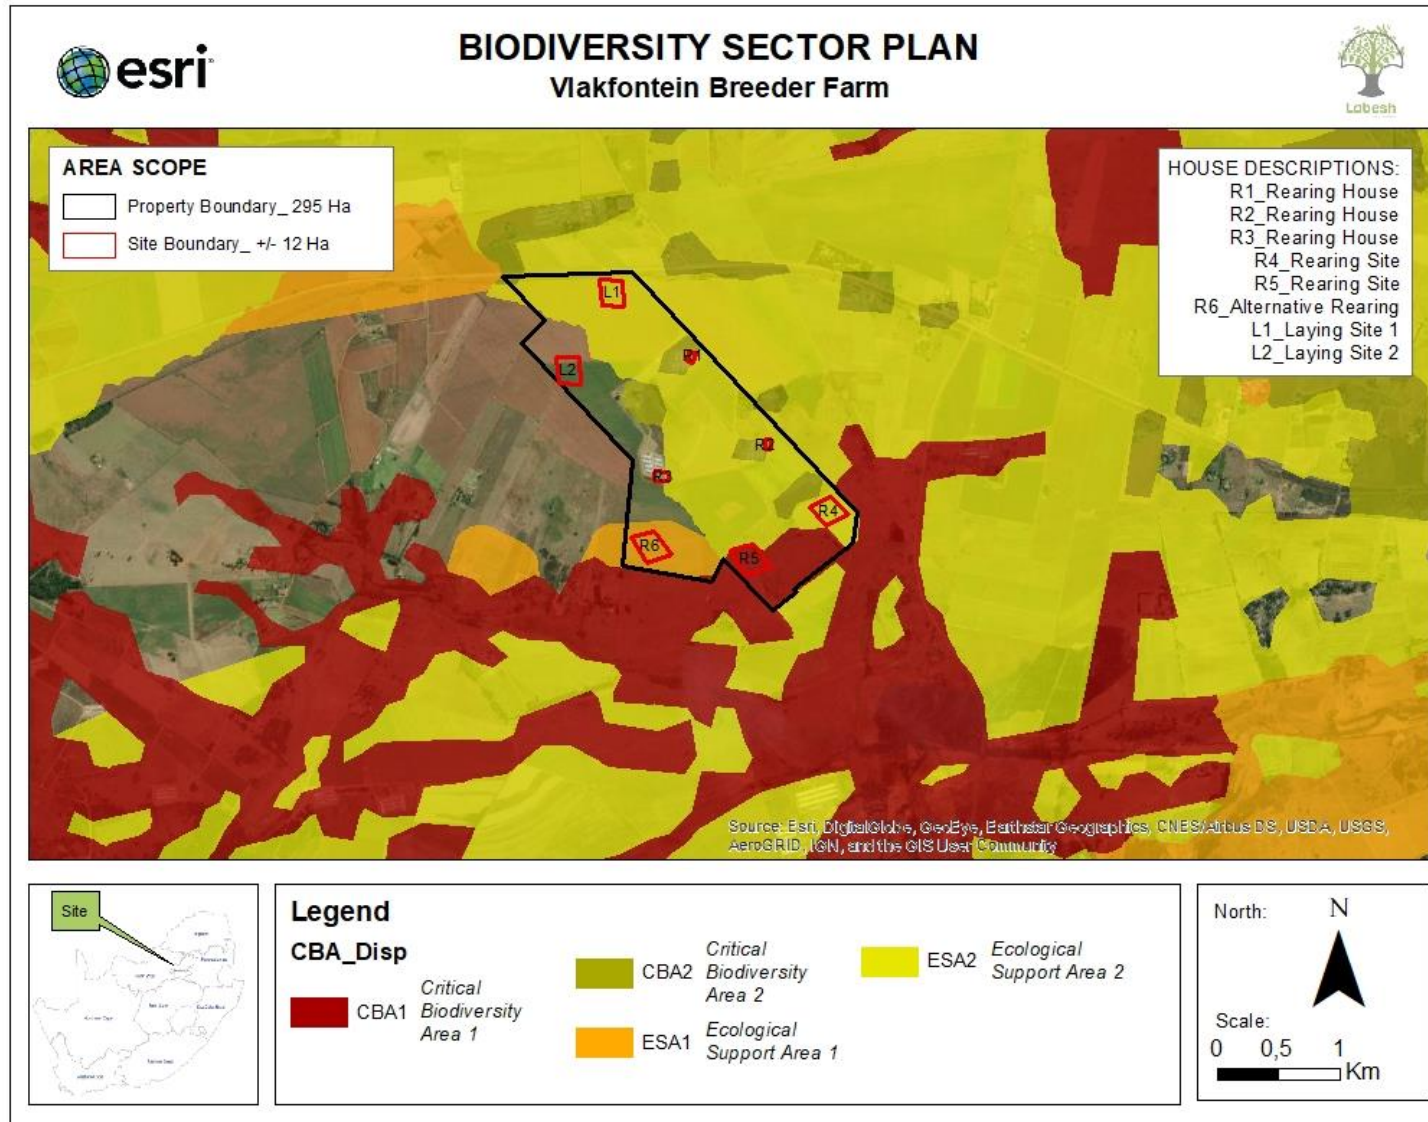 esri
BIODIVERSITY SECTOR PLAN
Vlakfontein Breeder Farm
Labesh
AREA SCOPE
Property Boundary_ 295 Ha
Site Boundary_ +/- 12 Ha
HOUSE DESCRIPTIONS:
R1_Rearing House
R2_Rearing House
R3_Rearing House
R4_Rearing Site
R5_Rearing Site
R6_Alternative Rearing
L1_Laying Site 1
L2_Laying Site 2
L1
R1
L2
R2
R3
R4
R6
R5
Source: Esri, DigitalGlobe, GeoEye, Earthstar Geographics, CNES/Airbus DS, USDA, USGS,
AeroGRID, IGN, and the GIS User Community
Site
Legend
CBA_Disp
CBA1 Critical
Biodiversity
Area 1
CBA2 Critical
Biodiversity
Area 2
ESA1 Ecological
Support Area 1
ESA2 Ecological
Support Area 2
North: N
Scale:
0 0,5 1
Km